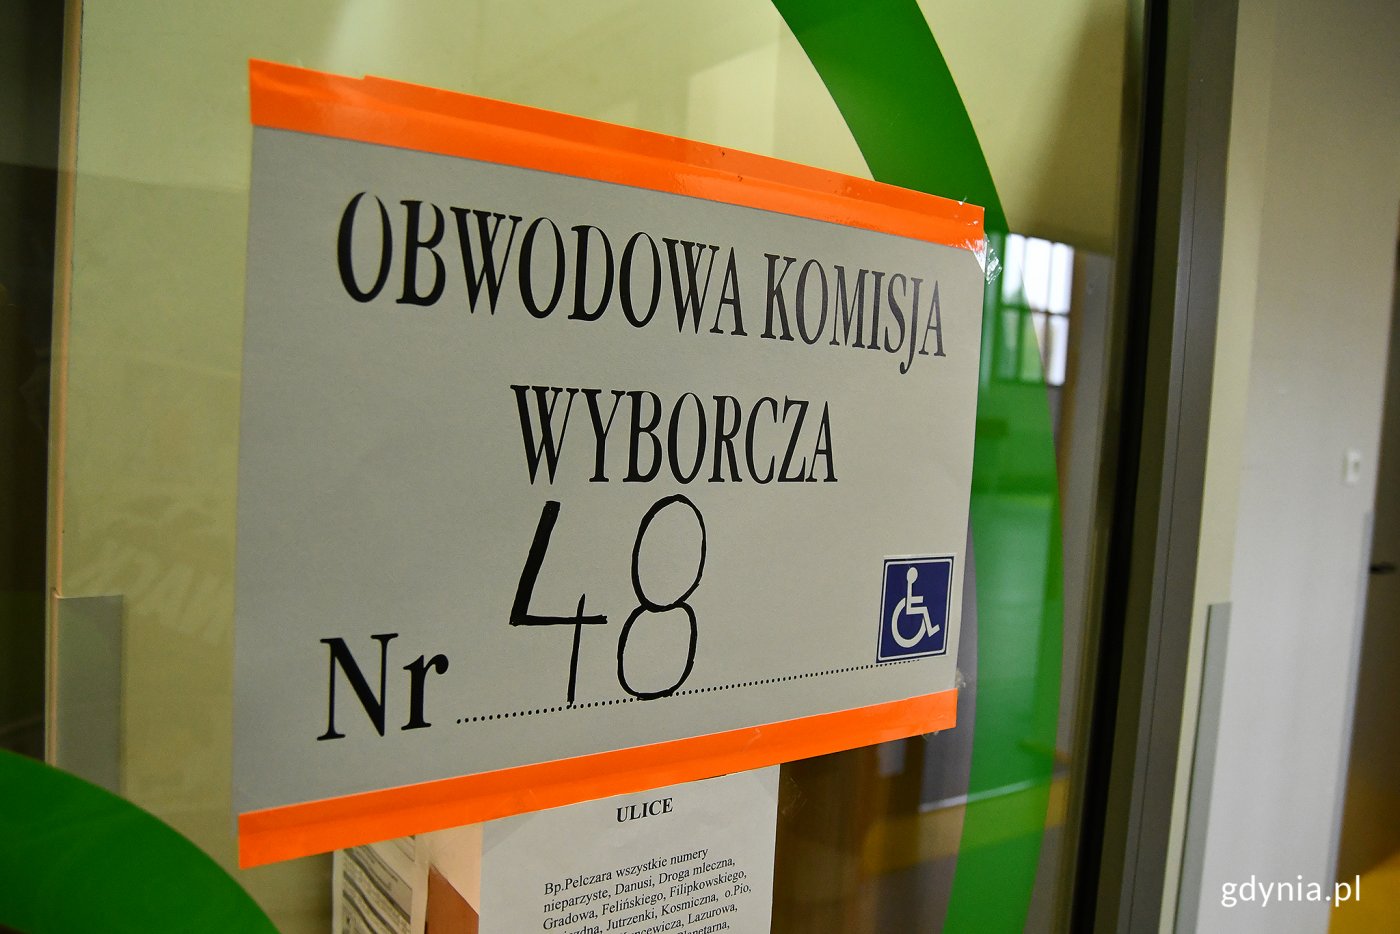 OBWODOWA KOMISJA
WYBORCZA
Nr 48
ULICE
Bp.Pelczara wszystkie numery
nieparzyste, Danusi, Droga mleczna,
Gradowa, Felińskiego, Filipkowskiego,
Jutrzenki, Kosmiczna, o.Pio,
Lazurowa,
gdynia.pl